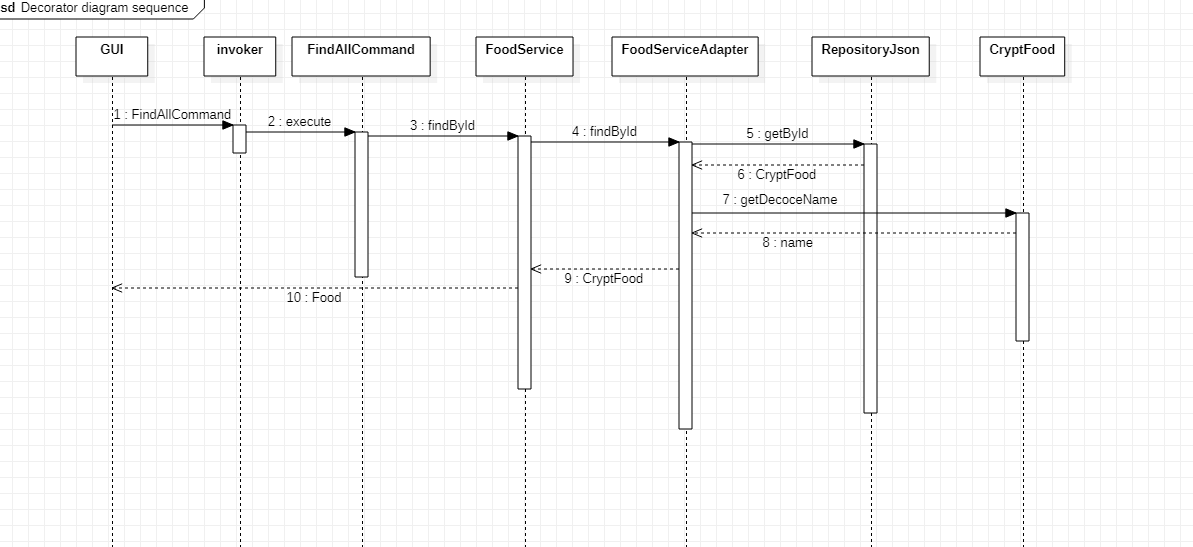 sd Decorator diagram sequence
GUI
invoker
FindAllCommand
FoodService
FoodServiceAdapter
RepositoryJson
CryptFood
1 : FindAllCommand
2 : execute
3 : findById
4 : findById
5 : getById
6 : CryptFood
7 : getDecoceName
8 : name
9 : CryptFood
10 : Food